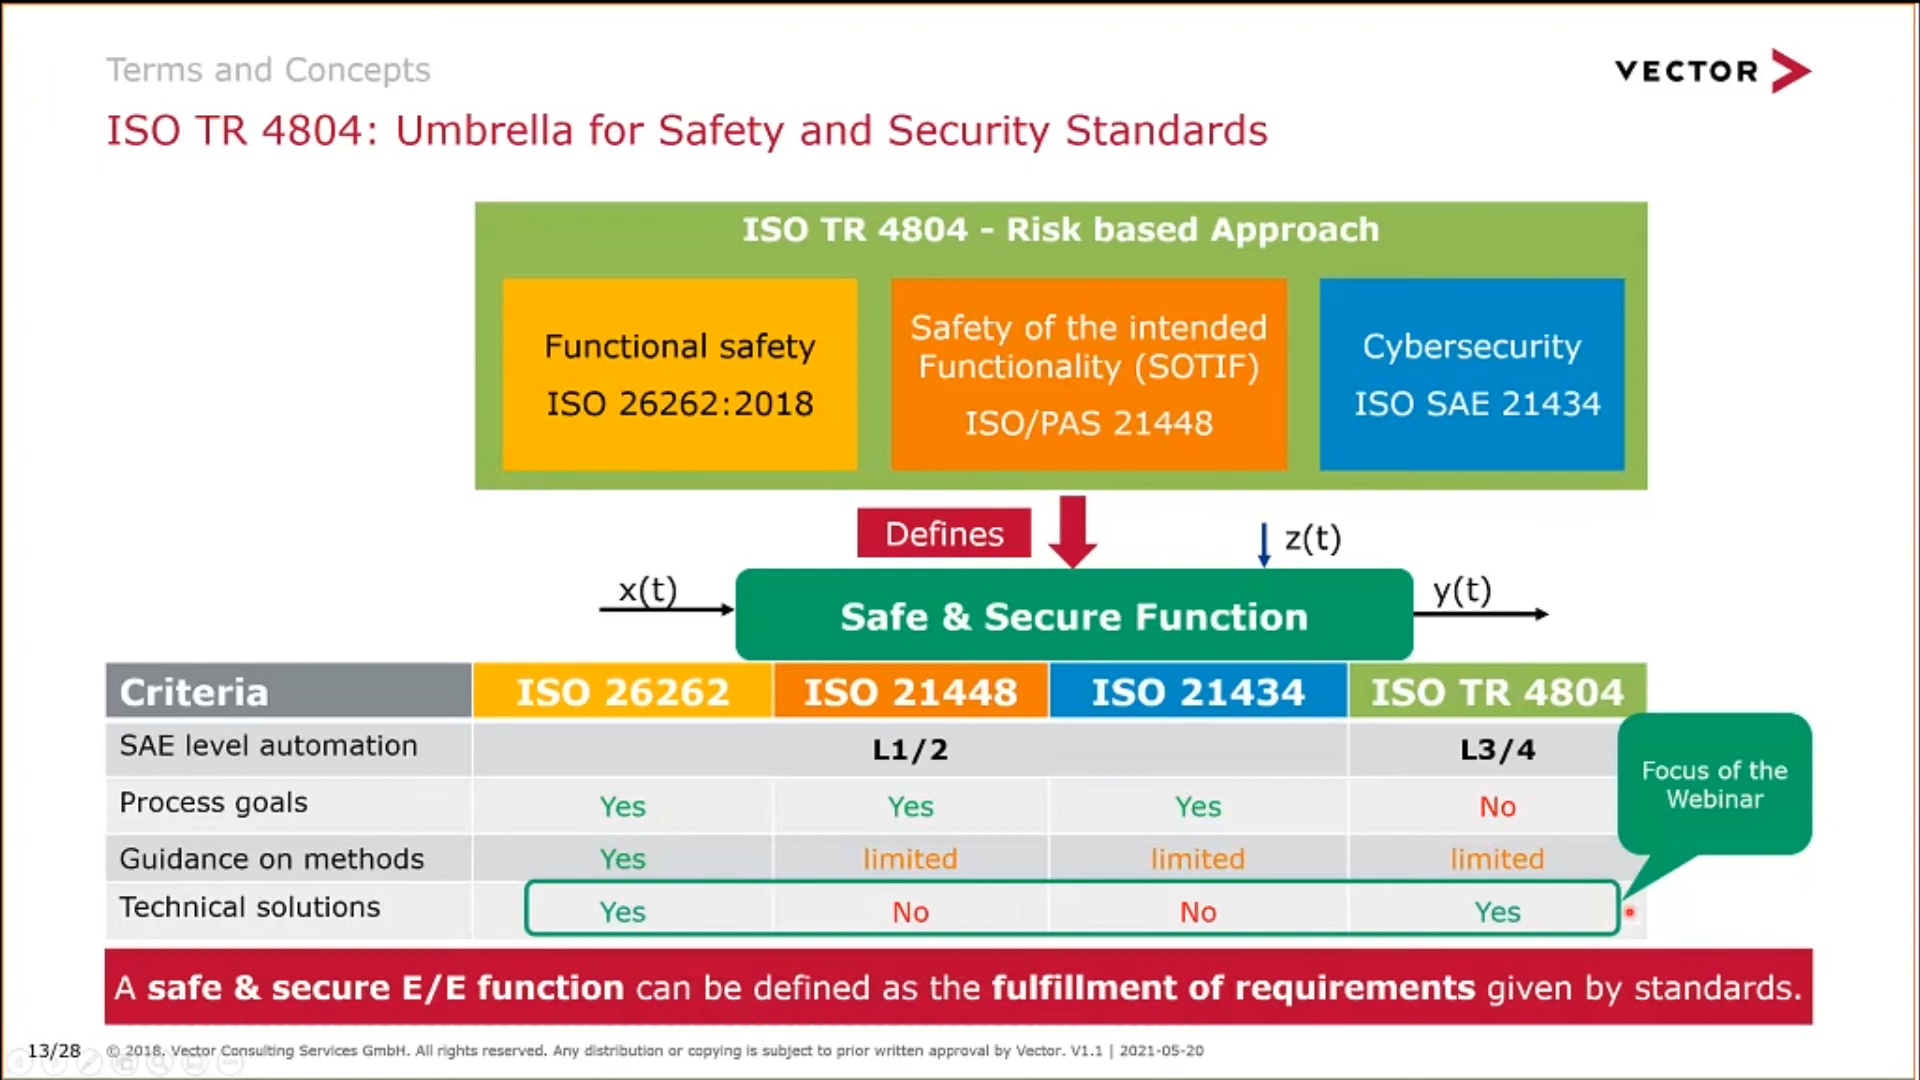 Terms and Concepts
VECTOR
ISO TR 4804: Umbrella for Safety and Security Standards
ISO TR 4804 - Risk based Approach
Functional safety
ISO 26262:2018
Safety of the intended
Functionality (SOTIF)
ISO/PAS 21448
Cybersecurity
ISO SAE 21434
Defines
z(t)
x(t)
Safe & Secure Function
y(t)
Criteria ISO 26262 ISO 21448 ISO 21434 ISO TR 4804
SAE level automation L1/2 L3/4
Process goals Yes Yes Yes No
Guidance on methods Yes limited limited limited
Technical solutions Yes No No Yes
Focus of the
Webinar
A safe & secure E/E function can be defined as the fulfillment of requirements given by standards.
13/28 © 2018. Vector Consulting Services GmbH. All rights reserved. Any distribution or copying is subject to prior written approval by Vector. V1.1 | 2021-05-20